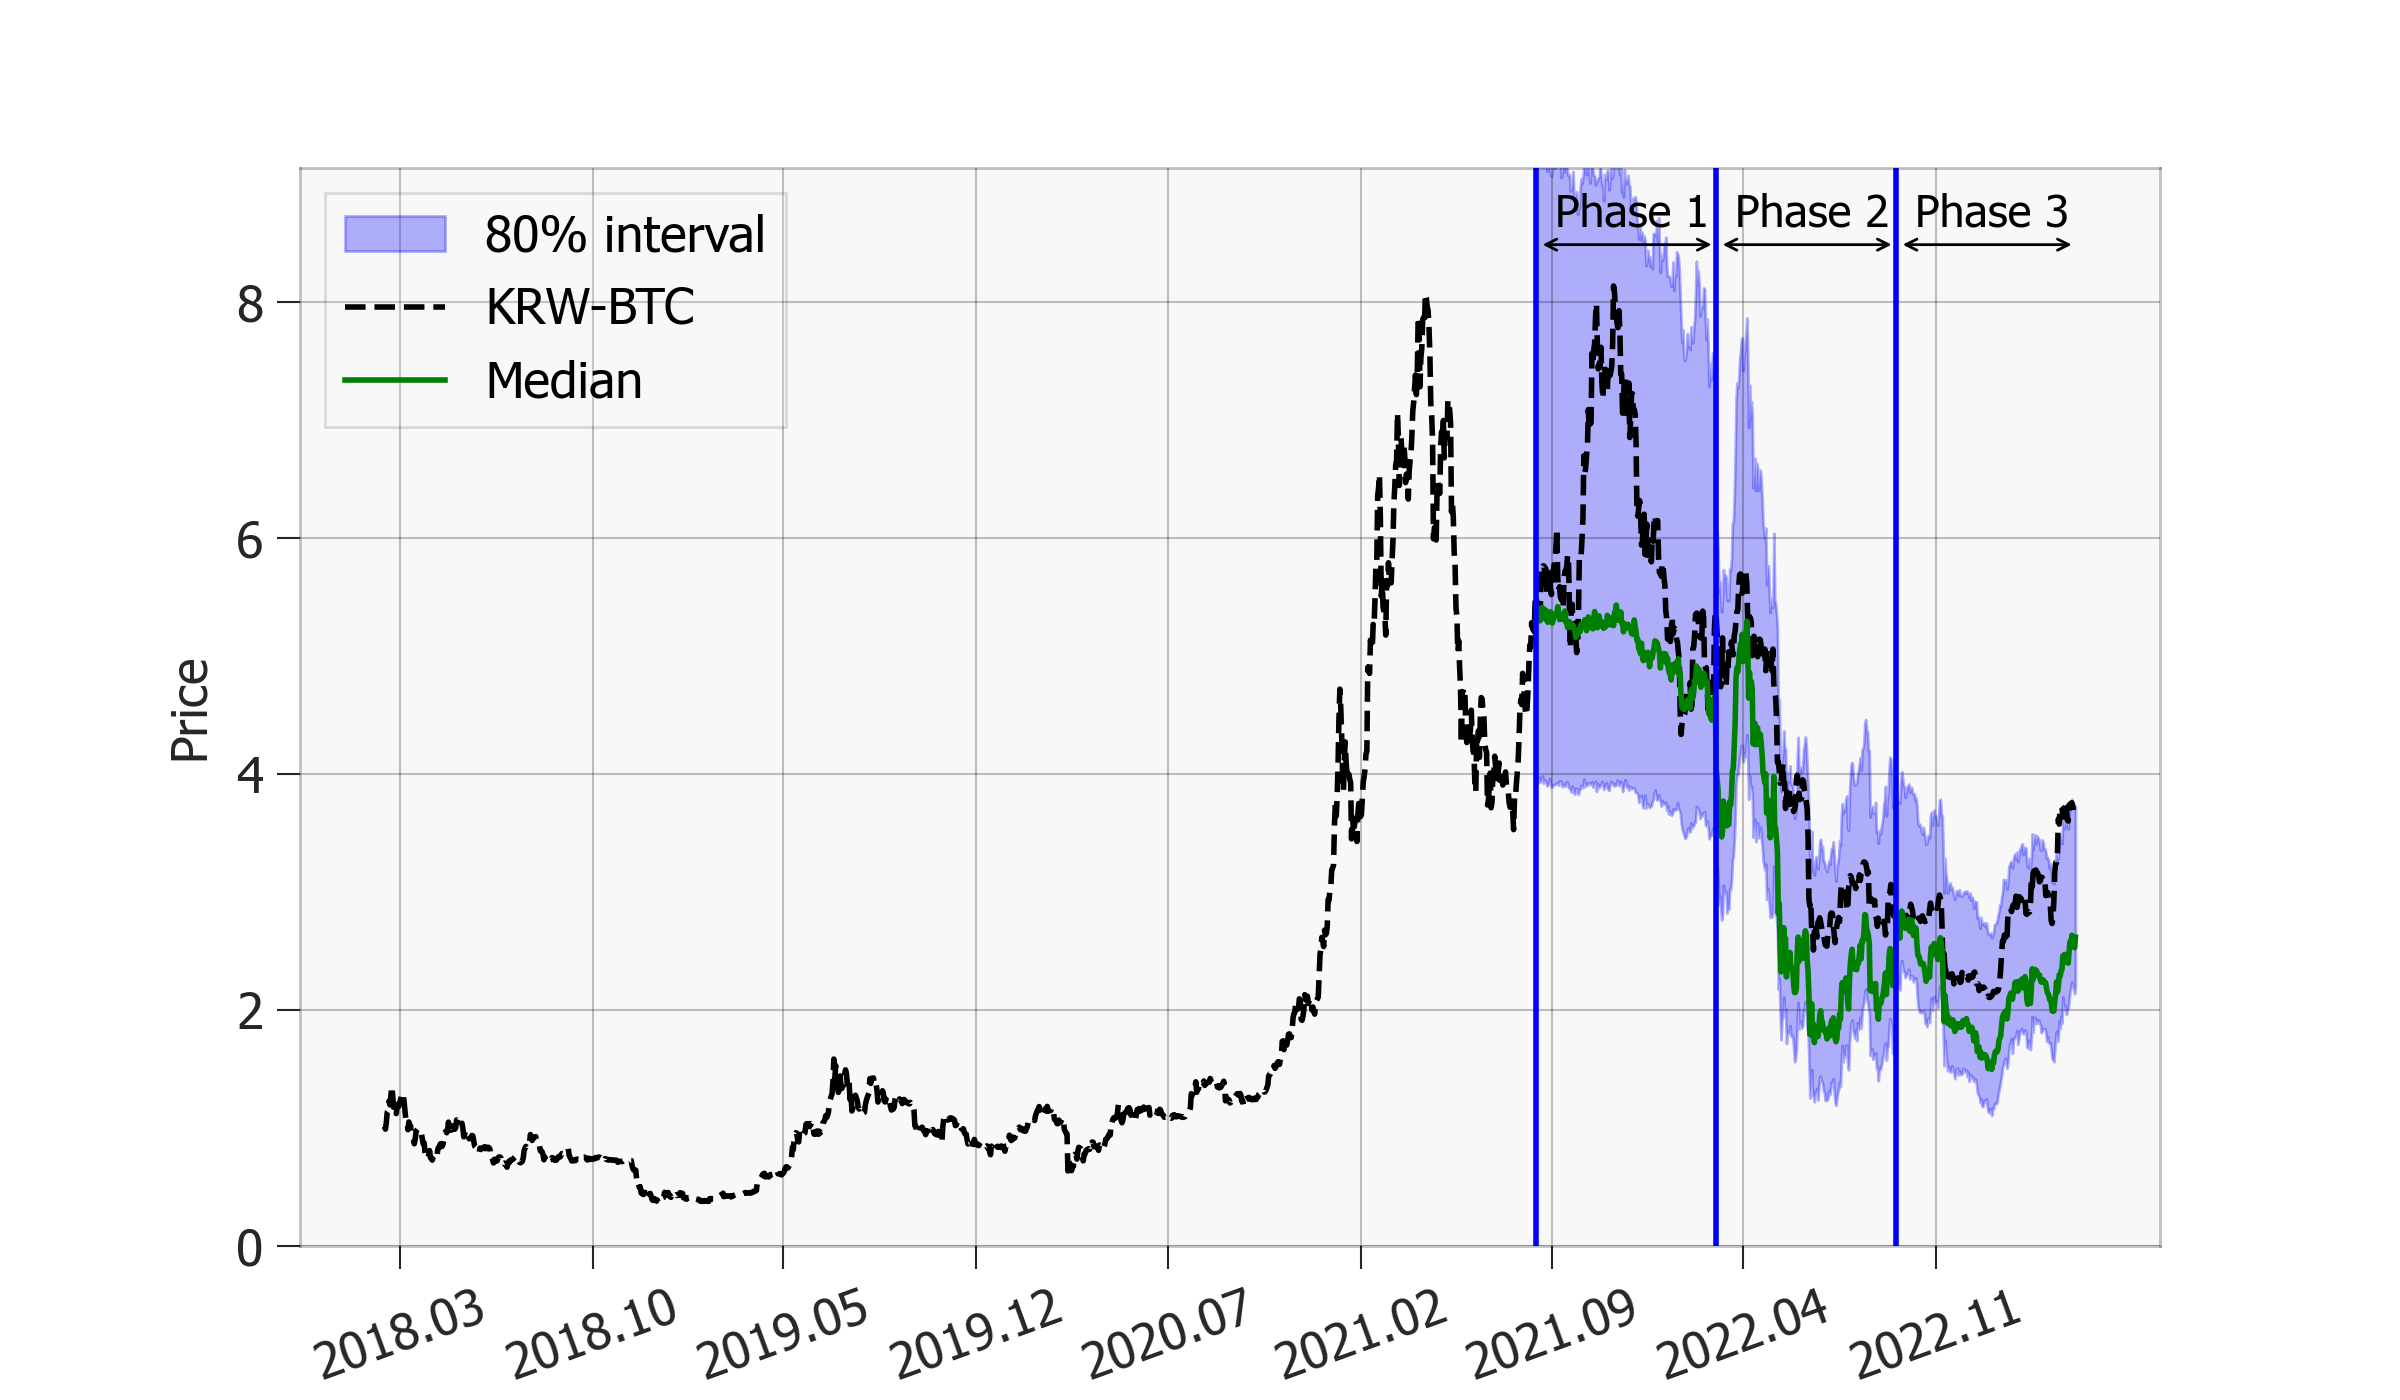 80% interval
KRW-BTC
Median
Phase 1
Phase 2
Phase 3
Price
8
6
4
2
0
2018.03
2018.10
2019.05
2019.12
2020.07
2021.02
2021.09
2022.04
2022.11